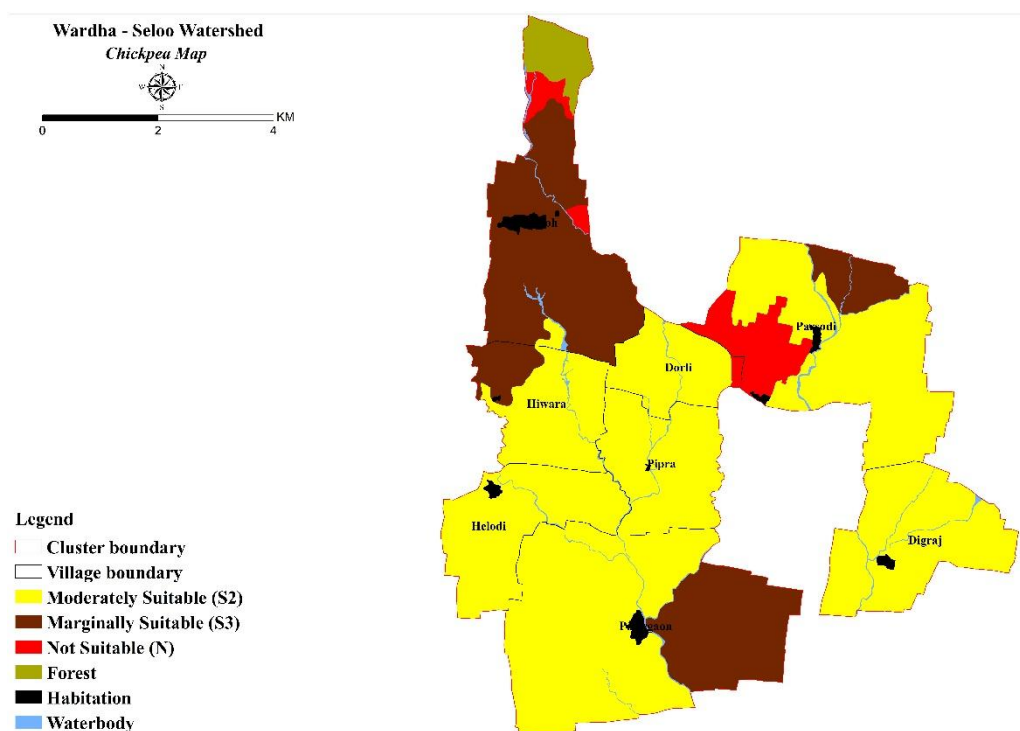 Wardha - Seloo Watershed
Chickpea Map
N
W E
S
KM
0 2 4
Dorli
Hiwara
Pipra
Helodi
Digraj
Legend
Cluster boundary
Village boundary
Moderately Suitable (S2)
Marginally Suitable (S3)
Not Suitable (N)
Forest
Habitation
Waterbody